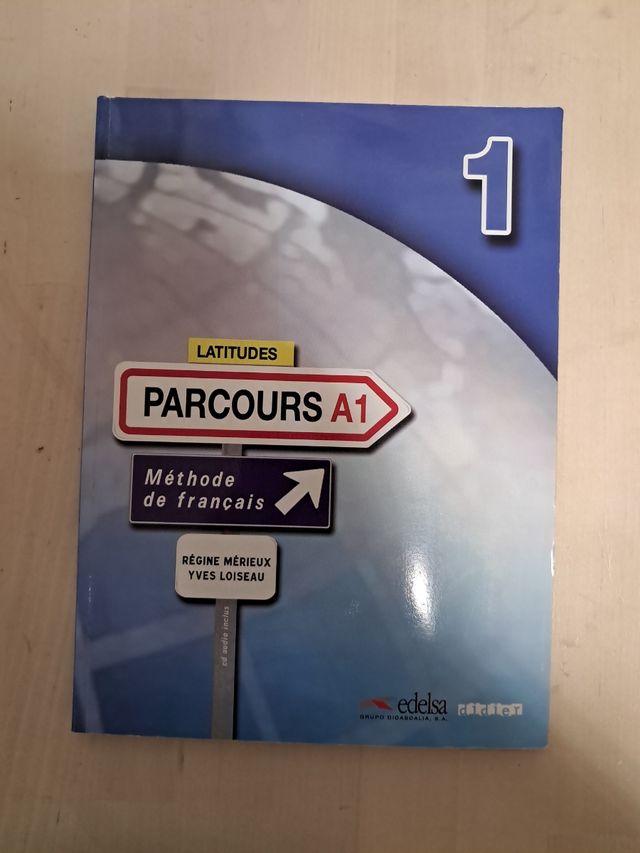 1
LATITUDES
PARCOURS A1
Méthode
de français
RÉGINE MÉRIEUX
YVES LOISEAU
cd audio inclus
edelsa
GRUPO DIDASCALIA, S.A.
didier